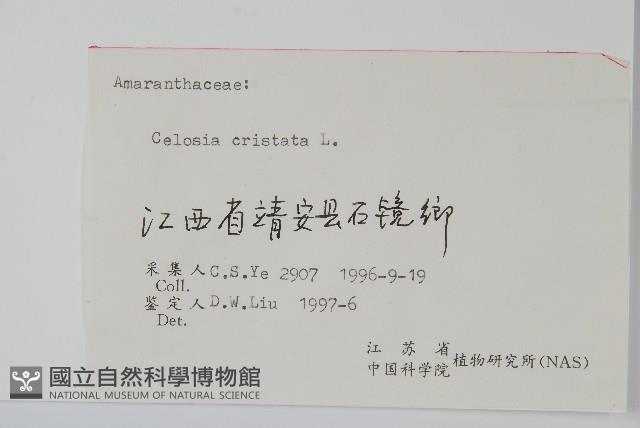 Amaranthaceae:
Celosia cristata L.
江西省靖安县石镜鄉
采集人 C.S.Ye 2907 1996-9-19
Coll.
鉴定人 D.W.Liu 1997-6
Det.
江苏省
中国科学院植物研究所(NAS)
國立自然科學博物館
NATIONAL MUSEUM OF NATURAL SCIENCE